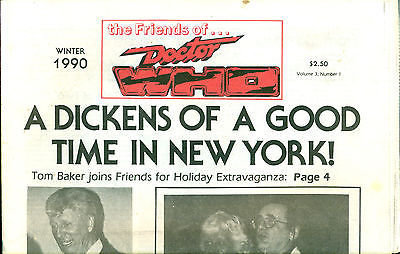 the Friends of...
Doctor
WHO
WINTER
1990
$2.50
Volume 3, Number 1
A DICKENS OF A GOOD
TIME IN NEW YORK!
Tom Baker joins Friends for Holiday Extravaganza: Page 4